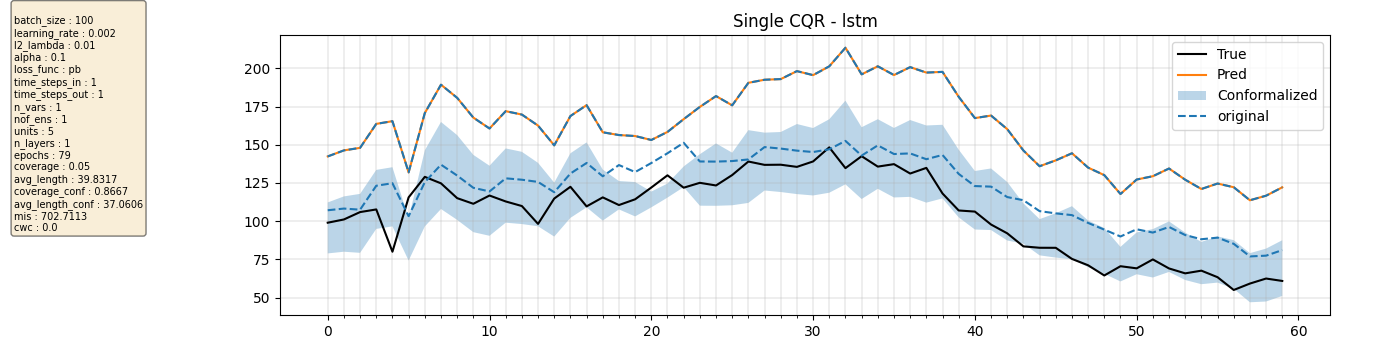 batch_size : 100
learning_rate : 0.002
l2_lambda : 0.01
alpha : 0.1
loss_func : pb
time_steps_in : 1
time_steps_out : 1
n_vars : 1
nof_ens : 1
units : 5
n_layers : 1
epochs : 79
coverage : 0.05
avg_length : 39.8317
coverage_conf : 0.8667
avg_length_conf : 37.0606
mis : 702.7113
cwc : 0.0
Single CQR - lstm
True
Pred
Conformalized
original
200
175
150
125
100
75
50
0 10 20 30 40 50 60